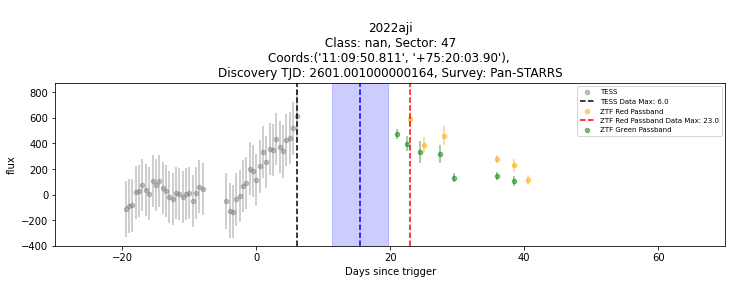 2022aji
Class: nan, Sector: 47
Coords:('11:09:50.811', '+75:20:03.90'),
Discovery TJD: 2601.001000000164, Survey: Pan-STARRS
TESS
TESS Data Max: 6.0
ZTF Red Passband
ZTF Red Passband Data Max: 23.0
ZTF Green Passband
flux
800
600
400
200
0
−200
−400
−20
0
20
40
60
Days since trigger